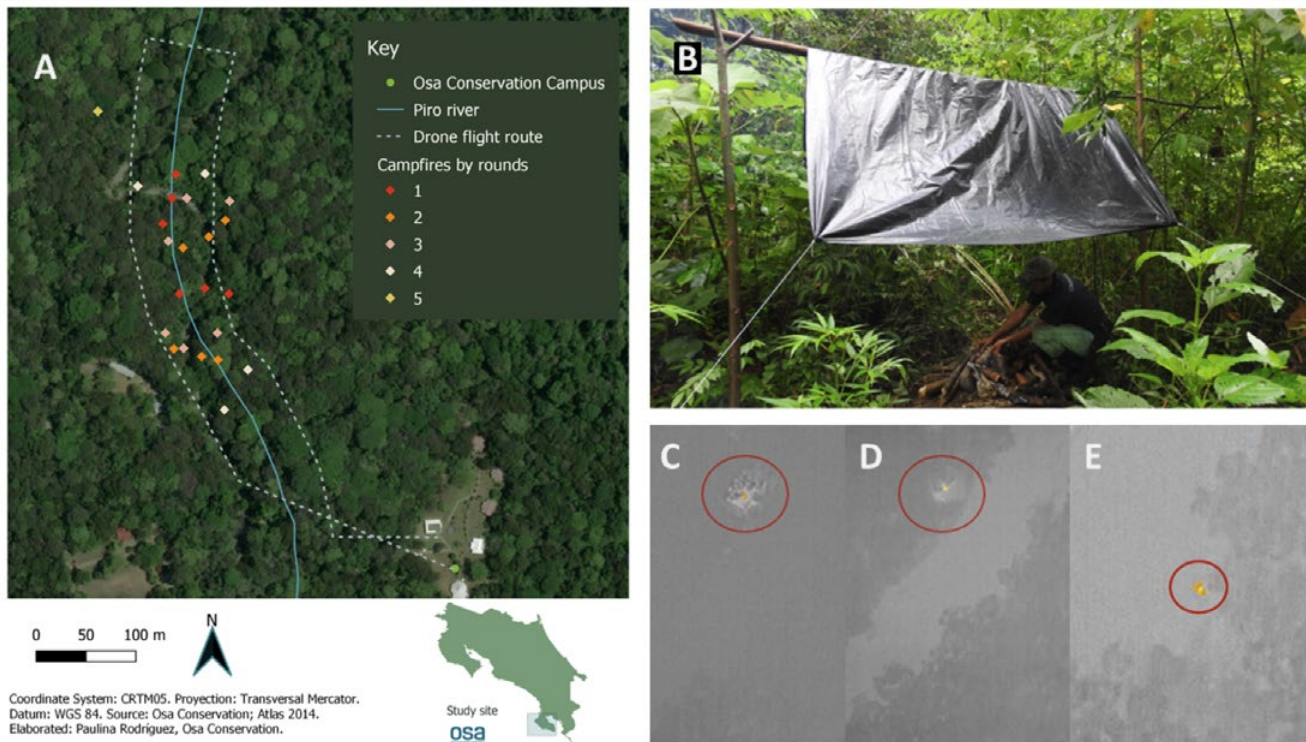 A
Key
Osa Conservation Campus
Piro river
Drone flight route
Campfires by rounds
1
2
3
4
5
0 50 100 m
N
Coordinate System: CRTM05. Proyection: Transversal Mercator.
Datum: WGS 84. Source: Osa Conservation; Atlas 2014.
Elaborated: Paulina Rodríguez, Osa Conservation.
Study site
osa
B
C
D
E